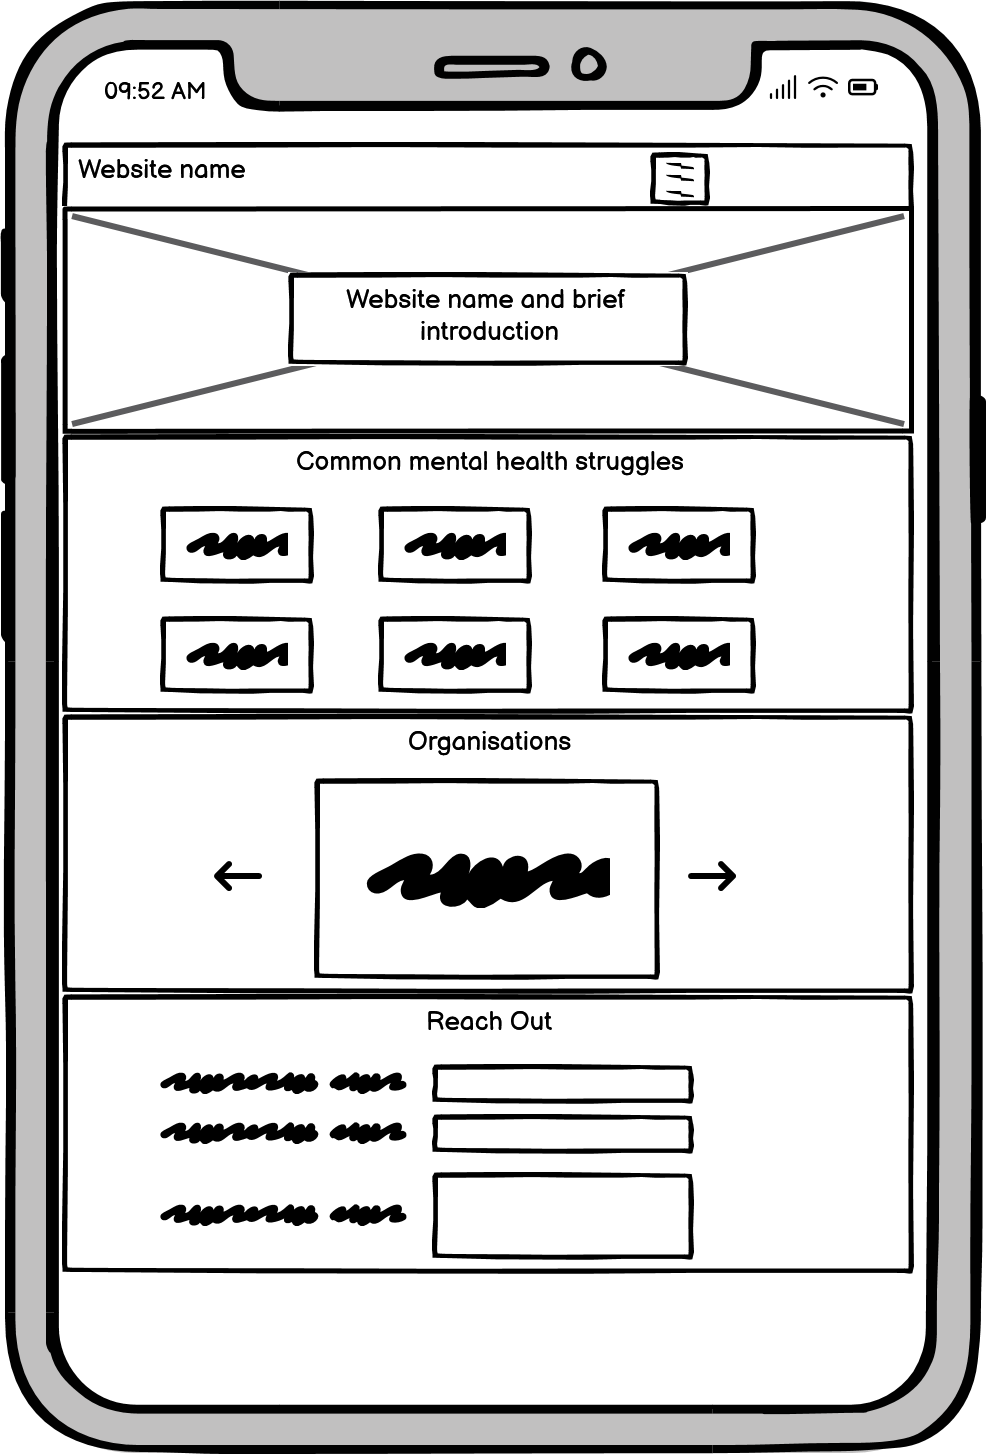 09:52 AM
Website name
Website name and brief
introduction
Common mental health struggles
Organisations
Reach Out